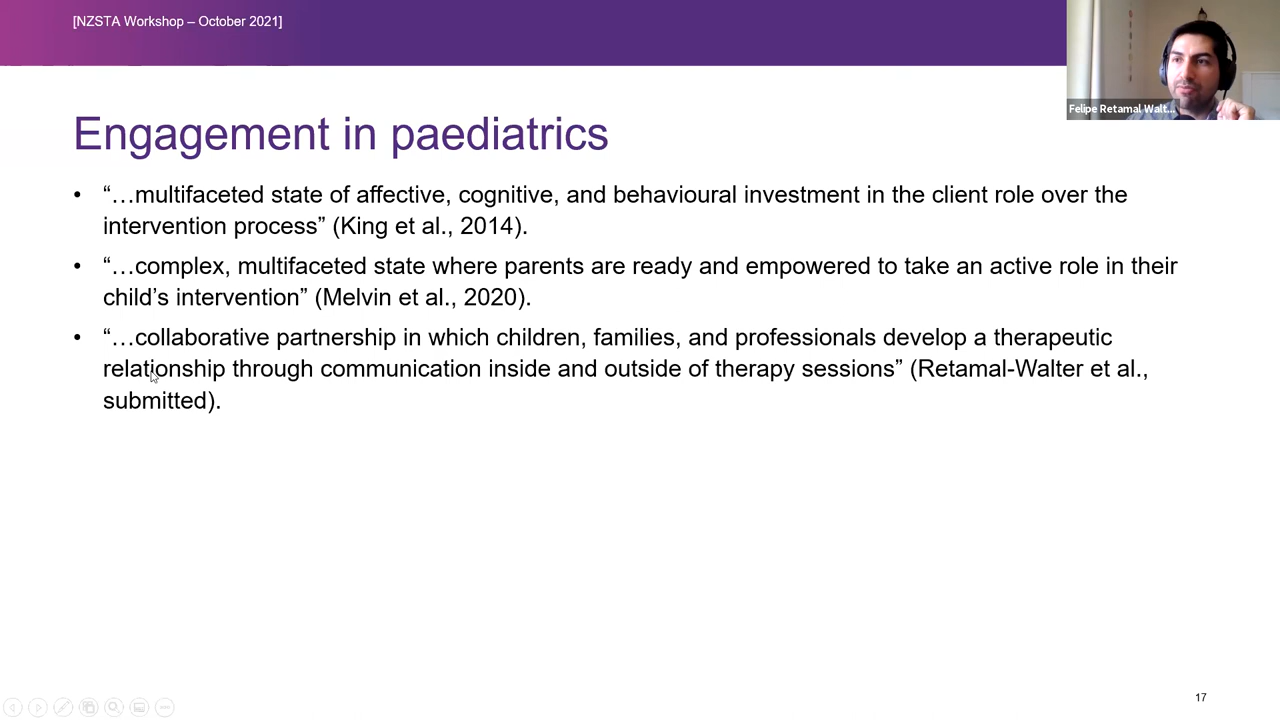 [NZSTA Workshop – October 2021]
Felipe Retamal Walt...
Engagement in paediatrics
• “…multifaceted state of affective, cognitive, and behavioural investment in the client role over the
intervention process” (King et al., 2014).
• “…complex, multifaceted state where parents are ready and empowered to take an active role in their
child’s intervention” (Melvin et al., 2020).
• “…collaborative partnership in which children, families, and professionals develop a therapeutic
relationship through communication inside and outside of therapy sessions” (Retamal-Walter et al.,
submitted).
17